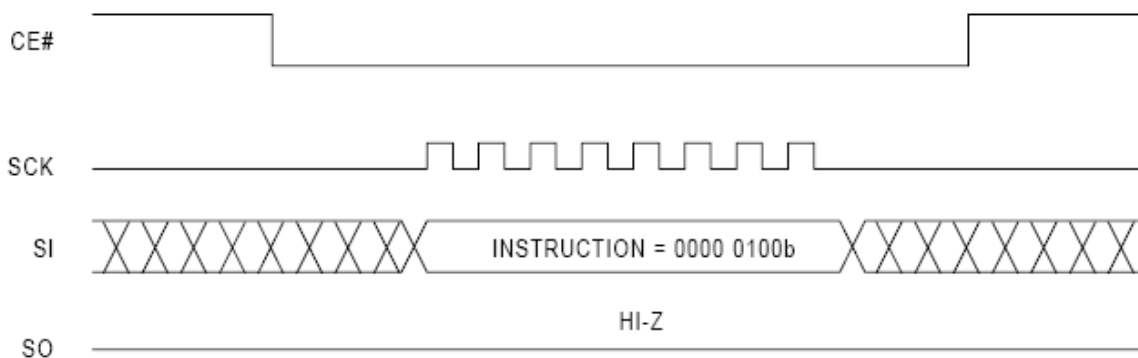 CE#
SCK
SI
INSTRUCTION = 0000 0100b
HI-Z
SO